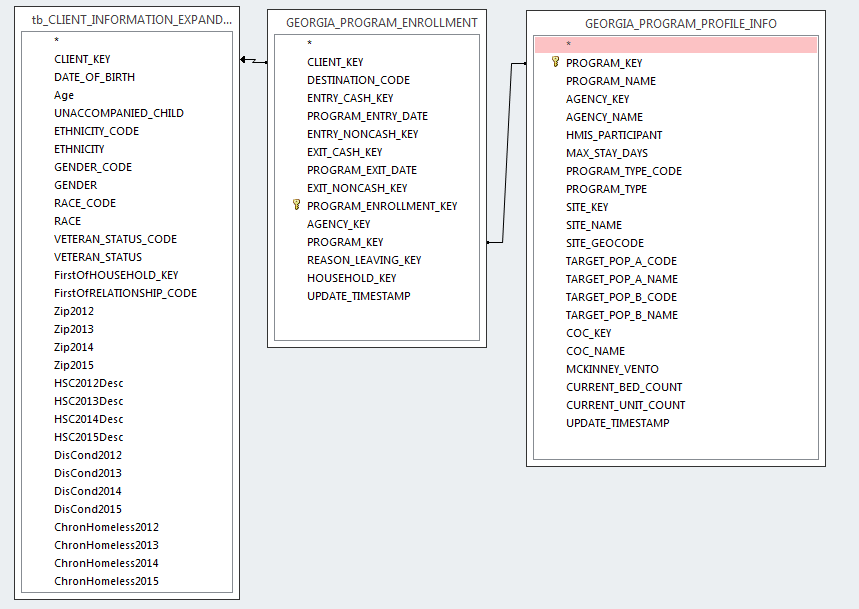 tb_CLIENT_INFORMATION_EXPAND...
*
CLIENT_KEY
DATE_OF_BIRTH
Age
UNACCOMPANIED_CHILD
ETHNICITY_CODE
ETHNICITY
GENDER_CODE
GENDER
RACE_CODE
RACE
VETERAN_STATUS_CODE
VETERAN_STATUS
FirstOfHOUSEHOLD_KEY
FirstOfRELATIONSHIP_CODE
Zip2012
Zip2013
Zip2014
Zip2015
HSC2012Desc
HSC2013Desc
HSC2014Desc
HSC2015Desc
DisCond2012
DisCond2013
DisCond2014
DisCond2015
ChronHomeless2012
ChronHomeless2013
ChronHomeless2014
ChronHomeless2015
GEORGIA_PROGRAM_ENROLLMENT
*
CLIENT_KEY
DESTINATION_CODE
ENTRY_CASH_KEY
PROGRAM_ENTRY_DATE
ENTRY_NONCASH_KEY
EXIT_CASH_KEY
PROGRAM_EXIT_DATE
EXIT_NONCASH_KEY
PROGRAM_ENROLLMENT_KEY
AGENCY_KEY
PROGRAM_KEY
REASON_LEAVING_KEY
HOUSEHOLD_KEY
UPDATE_TIMESTAMP
GEORGIA_PROGRAM_PROFILE_INFO
*
PROGRAM_KEY
PROGRAM_NAME
AGENCY_KEY
AGENCY_NAME
HMIS_PARTICIPANT
MAX_STAY_DAYS
PROGRAM_TYPE_CODE
PROGRAM_TYPE
SITE_KEY
SITE_NAME
SITE_GEOCODE
TARGET_POP_A_CODE
TARGET_POP_A_NAME
TARGET_POP_B_CODE
TARGET_POP_B_NAME
COC_KEY
COC_NAME
MCKINNEY_VENTO
CURRENT_BED_COUNT
CURRENT_UNIT_COUNT
UPDATE_TIMESTAMP